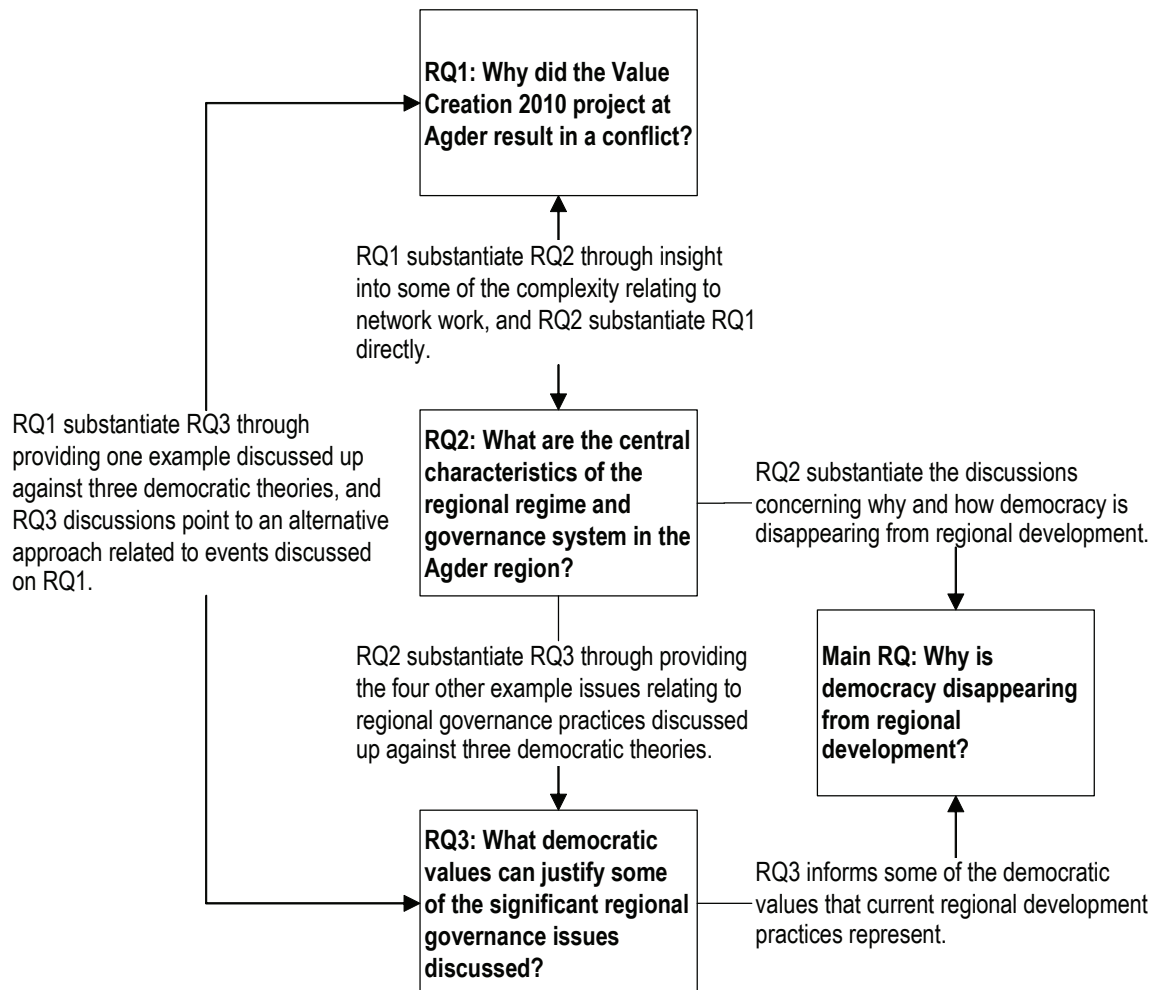 RQ1: Why did the Value
Creation 2010 project at
Agder result in a conflict?
RQ1 substantiate RQ2 through insight
into some of the complexity relating to
network work, and RQ2 substantiate RQ1
directly.
RQ1 substantiate RQ3 through
providing one example discussed up
against three democratic theories, and
RQ3 discussions point to an alternative
approach related to events discussed
on RQ1.
RQ2: What are the central
characteristics of the
regional regime and
governance system in the
Agder region?
RQ2 substantiate the discussions
concerning why and how democracy is
disappearing from regional development.
RQ2 substantiate RQ3 through providing
the four other example issues relating to
regional governance practices discussed
up against three democratic theories.
Main RQ: Why is
democracy disappearing
from regional
development?
RQ3: What democratic
values can justify some
of the significant regional
governance issues
discussed?
RQ3 informs some of the democratic
values that current regional development
practices represent.